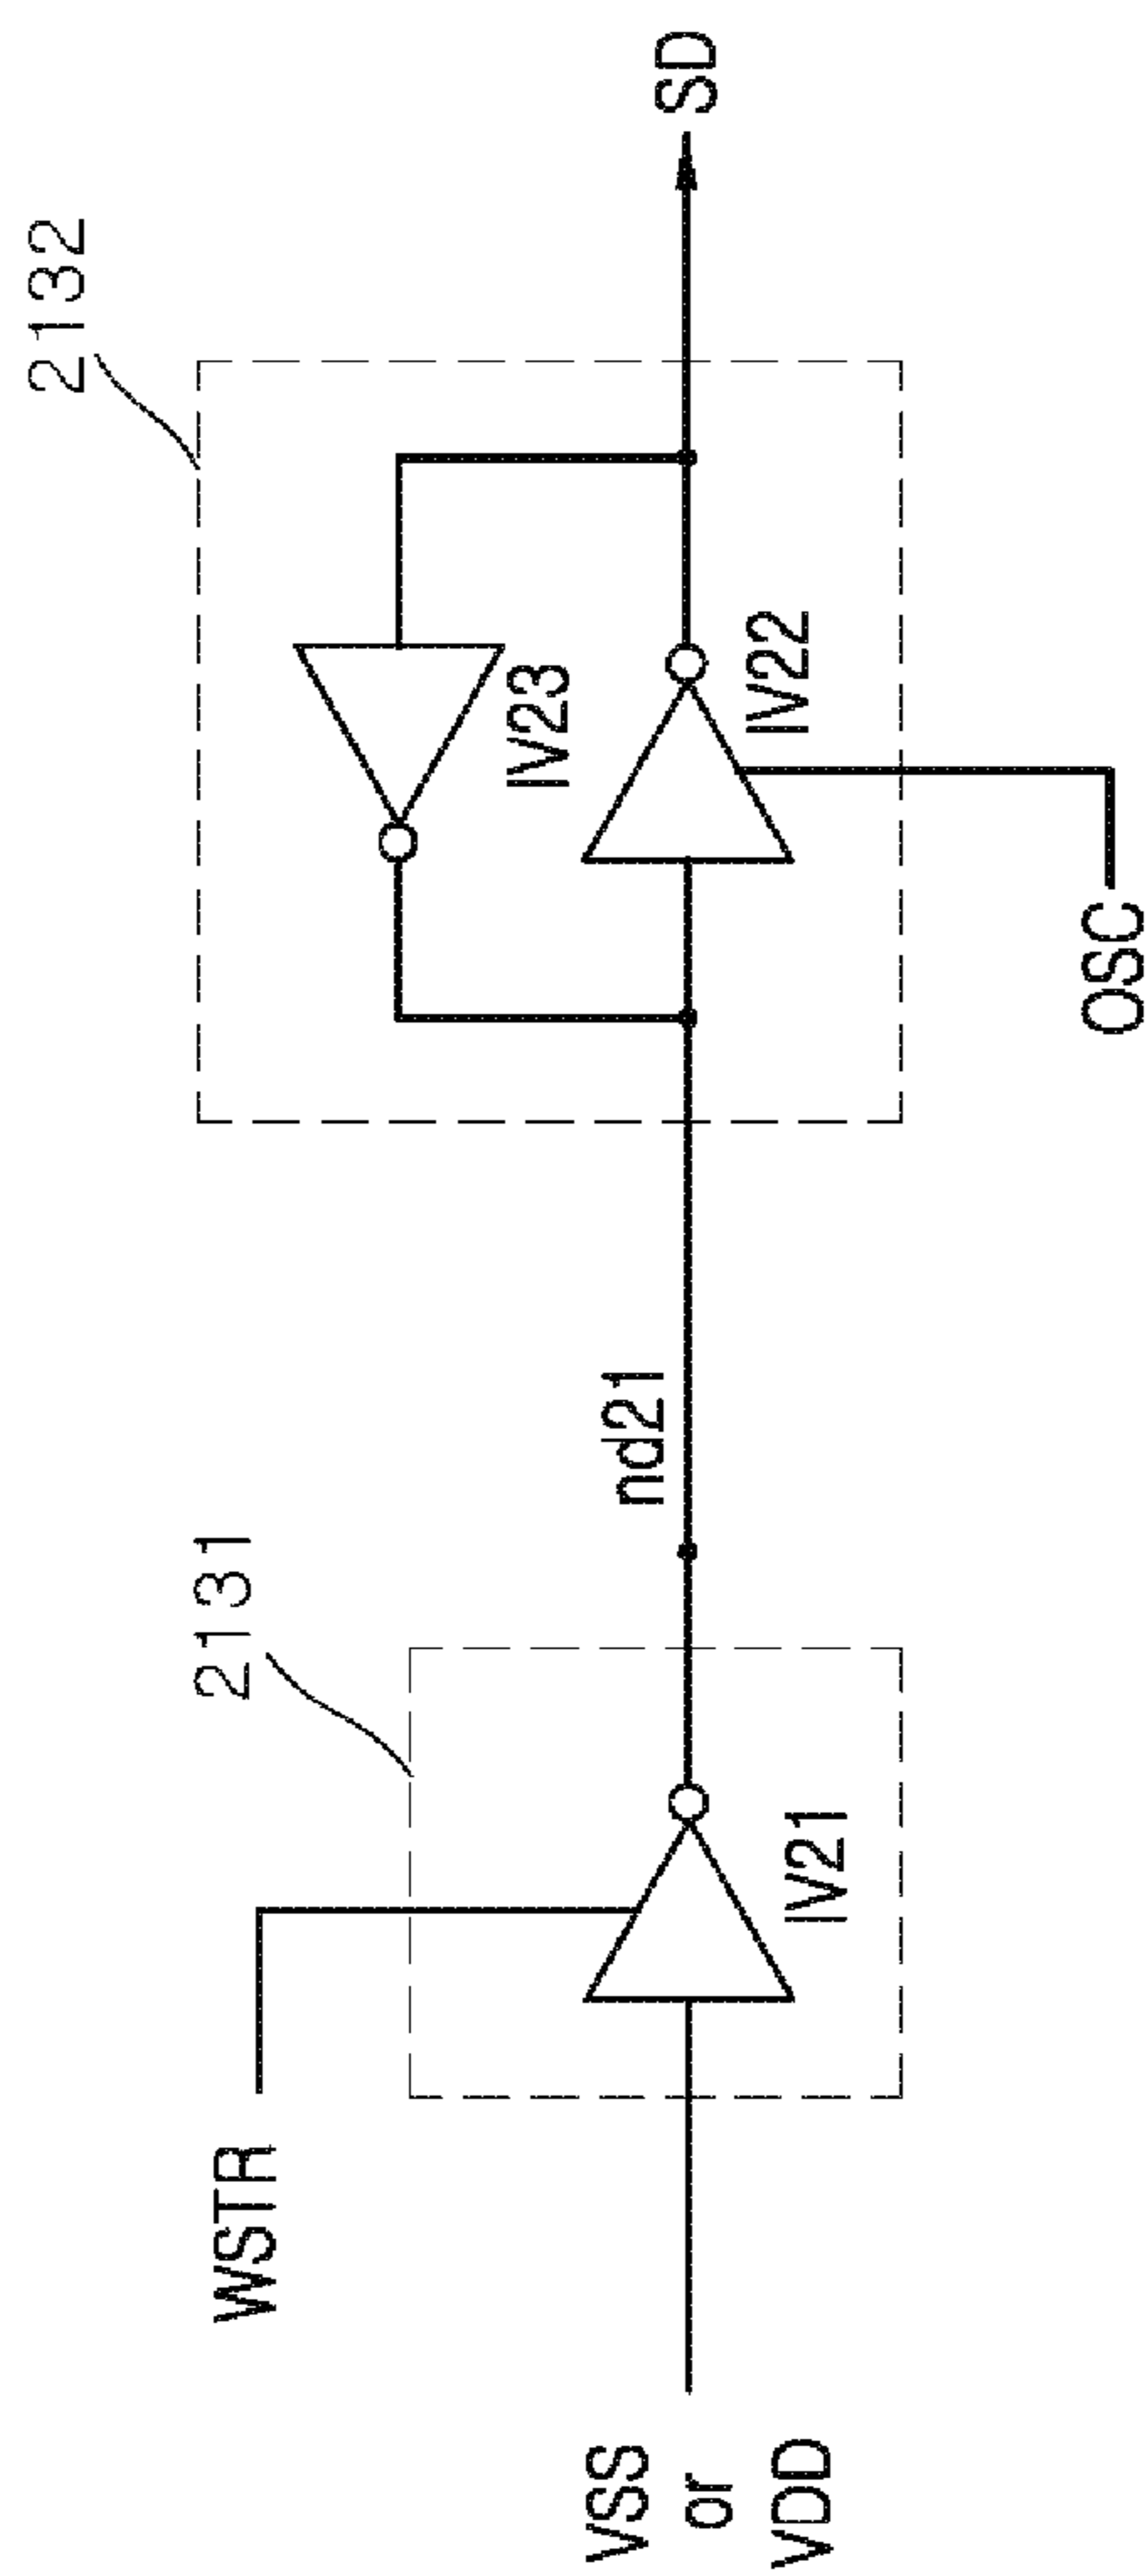 2132
2131
WSTR
nd21
IV23
SD
VSS
or
VDD
IV21
IV22
OSC